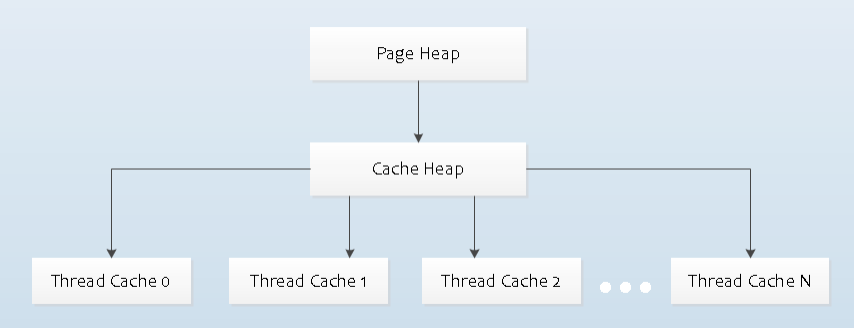 Page Heap
Cache Heap
Thread Cache 0
Thread Cache 1
Thread Cache 2
Thread Cache N